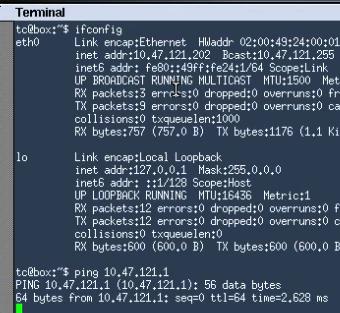 Terminal
tc@box:~$ ifconfig
eth0 Link encap:Ethernet HWaddr 02:00:49:24:00:01
inet addr:10.47.121.202 Bcast:10.47.121.255
inet6 addr: fe80::49ff:fe24:1/64 Scope:Link
UP BROADCAST RUNNING MULTICAST MTU:1500 Met
RX packets:3 errors:0 dropped:0 overruns:0 fr
TX packets:9 errors:0 dropped:0 overruns:0 ca
collisions:0 txqueuelen:1000
RX bytes:757 (757.0 B) TX bytes:1176 (1.1 Ki
lo Link encap:Local Loopback
inet addr:127.0.0.1 Mask:255.0.0.0
inet6 addr: ::1/128 Scope:Host
UP LOOPBACK RUNNING MTU:16436 Metric:1
RX packets:12 errors:0 dropped:0 overruns:0 f
TX packets:12 errors:0 dropped:0 overruns:0 c
collisions:0 txqueuelen:0
RX bytes:600 (600.0 B) TX bytes:600 (600.0 B
tc@box:~$ ping 10.47.121.1
PING 10.47.121.1 (10.47.121.1): 56 data bytes
64 bytes from 10.47.121.1: seq=0 ttl=64 time=2.628 ms